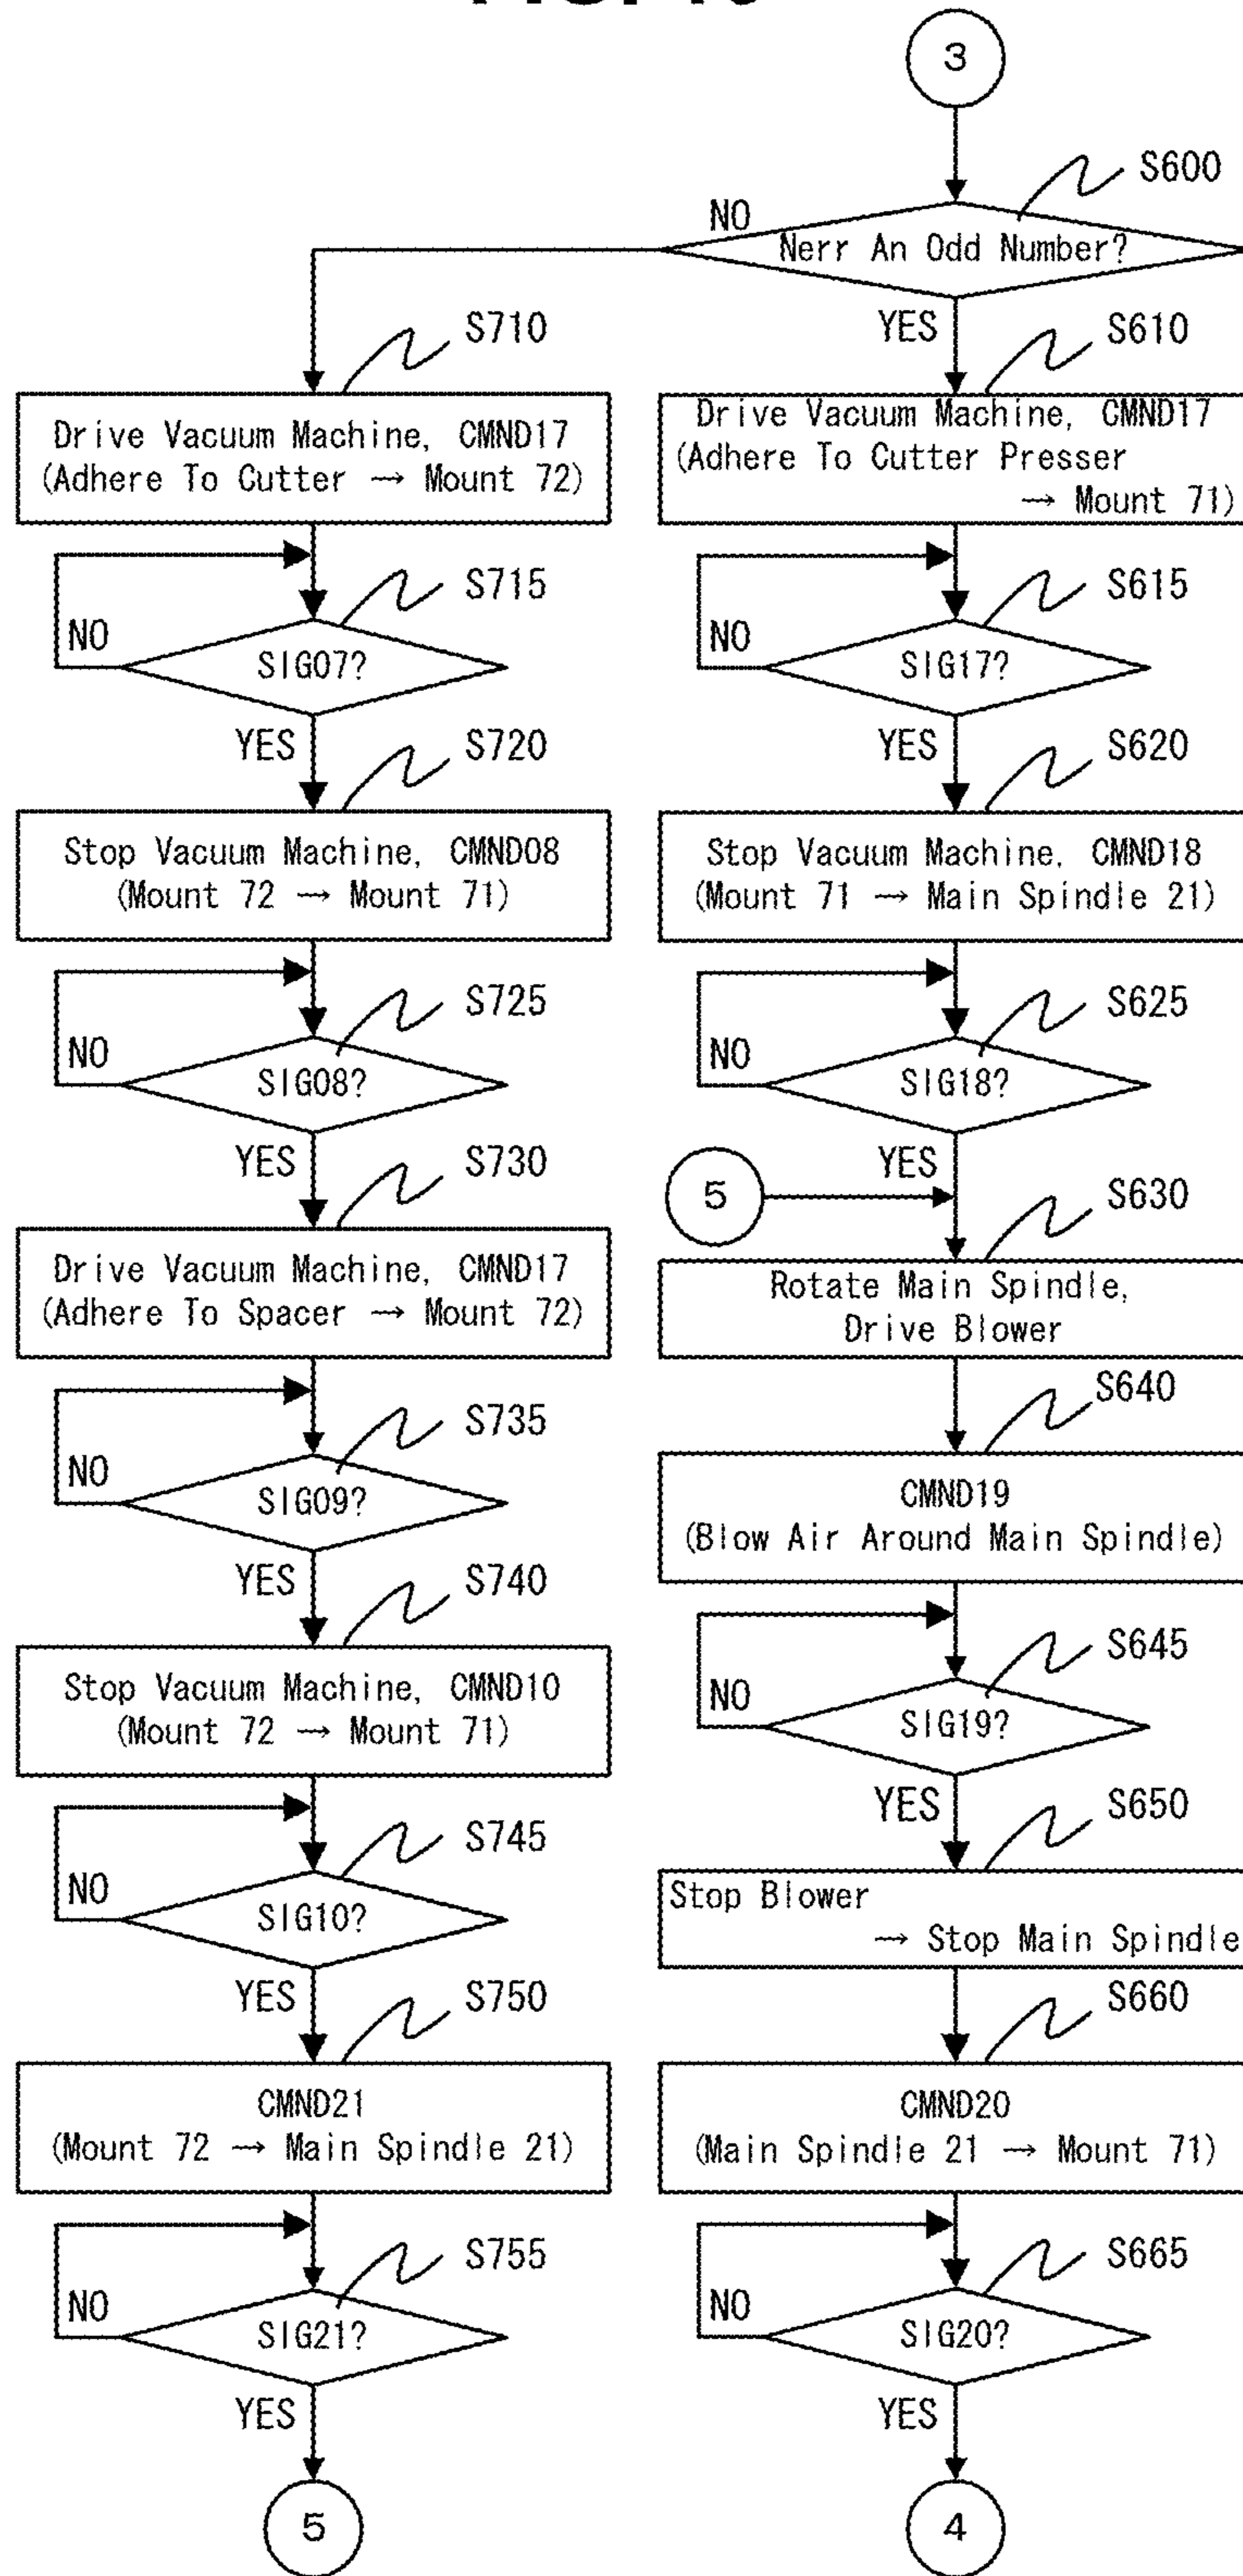 3
S600
NO
Nerr An Odd Number?
YES
S610
Drive Vacuum Machine, CMND17
(Adhere To Cutter Presser
→ Mount 71)
S615
NO
SIG17?
YES
S620
Stop Vacuum Machine, CMND18
(Mount 71 → Main Spindle 21)
S625
NO
SIG18?
YES
5
S630
Rotate Main Spindle,
Drive Blower
S640
CMND19
(Blow Air Around Main Spindle)
S645
NO
SIG19?
YES
S650
Stop Blower
→ Stop Main Spindle
S660
CMND20
(Main Spindle 21 → Mount 71)
S665
NO
SIG20?
YES
4
S710
Drive Vacuum Machine, CMND17
(Adhere To Cutter → Mount 72)
S715
NO
SIG07?
YES
S720
Stop Vacuum Machine, CMND08
(Mount 72 → Mount 71)
S725
NO
SIG08?
YES
S730
Drive Vacuum Machine, CMND17
(Adhere To Spacer → Mount 72)
S735
NO
SIG09?
YES
S740
Stop Vacuum Machine, CMND10
(Mount 72 → Mount 71)
S745
NO
SIG10?
YES
S750
CMND21
(Mount 72 → Main Spindle 21)
S755
NO
SIG21?
YES
5